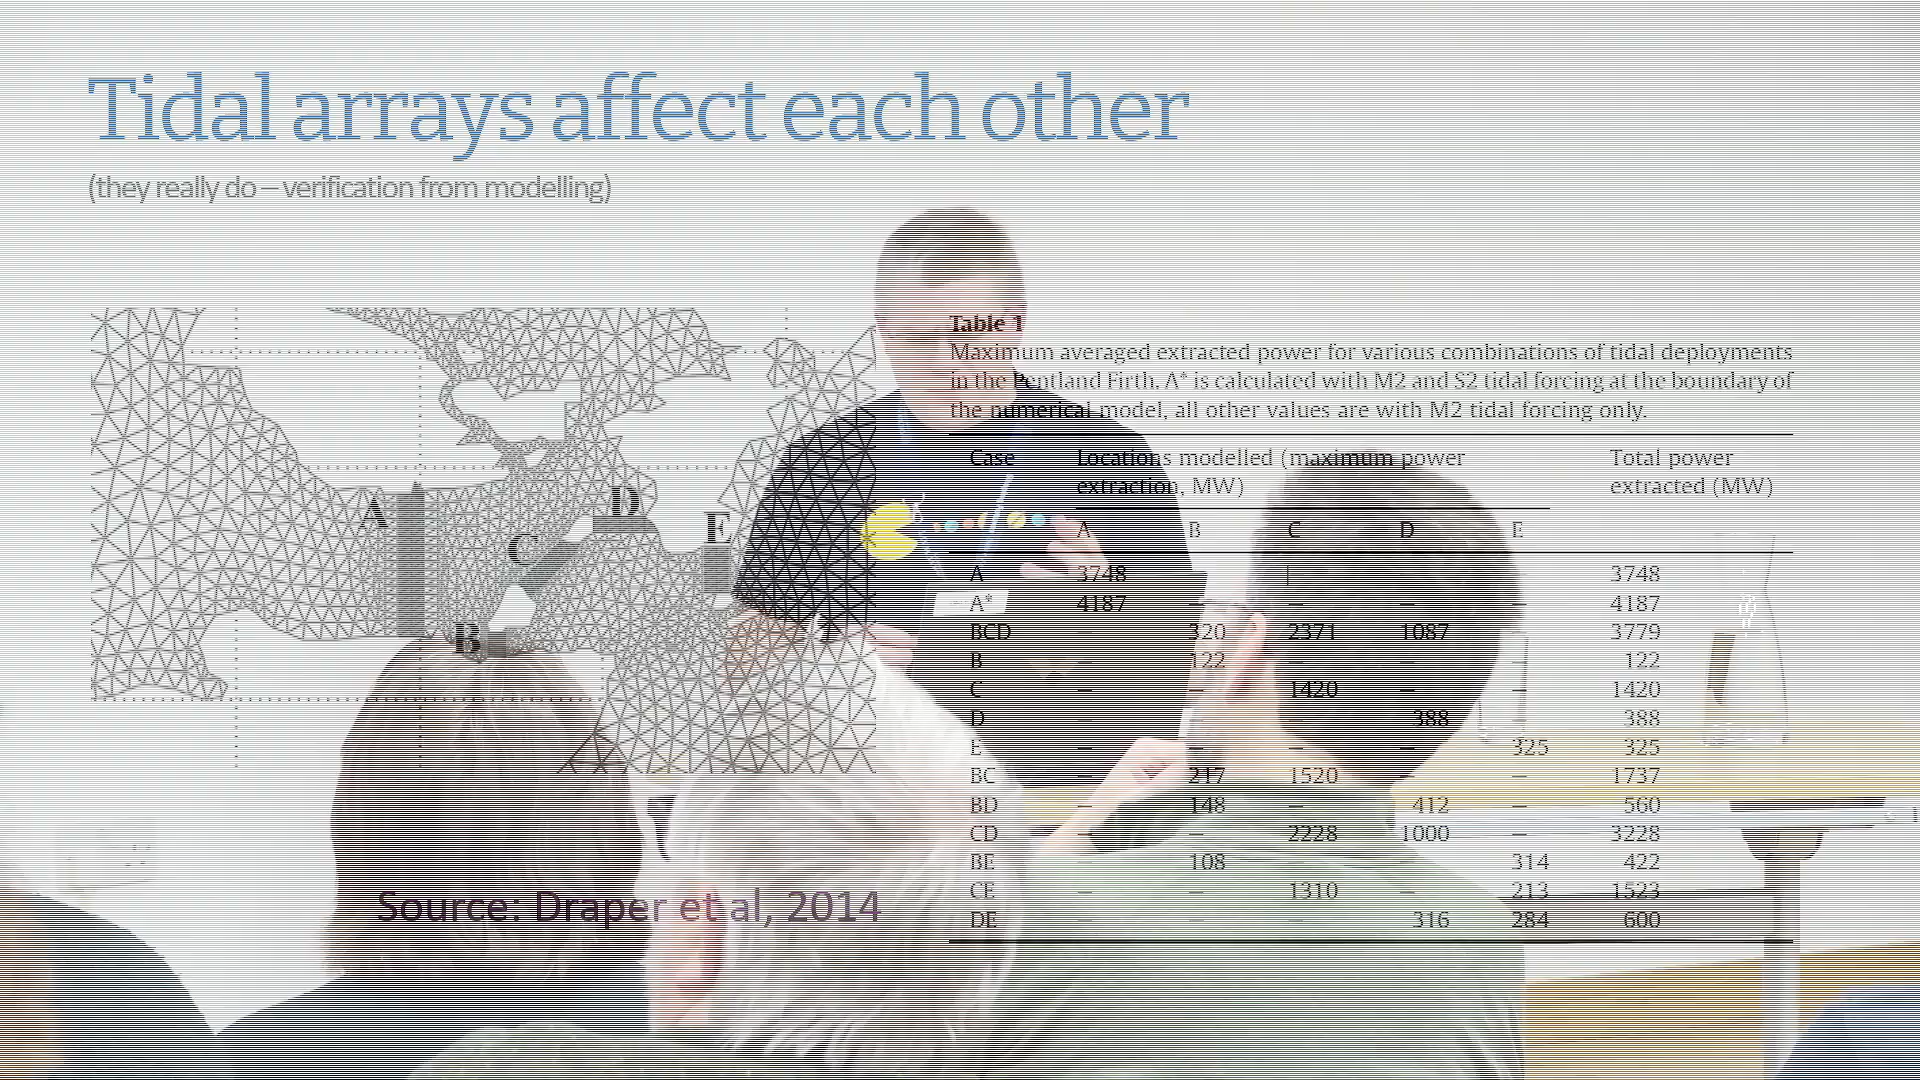 Tidal arrays affect each other
(they really do – verification from modelling)
A
B
C
D
E
Source: Draper et al, 2014
Table 1
Maximum averaged extracted power for various combinations of tidal deployments
in the Pentland Firth. A* is calculated with M2 and S2 tidal forcing at the boundary of
the numerical model, all other values are with M2 tidal forcing only.
Case Locations modelled (maximum power Total power
extraction, MW) extracted (MW)
A B C D E
A 3748 3748
A* 4187 – – – – 4187
BCD – 320 2371 1087 – 3779
B – 122 – – – 122
C – – 1420 – – 1420
D – – – 388 – 388
E – – – – 325 325
BC – 217 1520 – – 1737
BD – 148 – 412 – 560
CD – – 2228 1000 – 3228
BE – 108 – – 314 422
CE – – 1310 – 213 1523
DE – – – 316 284 600